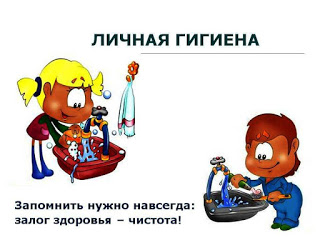 ЛИЧНАЯ ГИГИЕНА
Запомнить нужно навсегда:
залог здоровья – чистота!